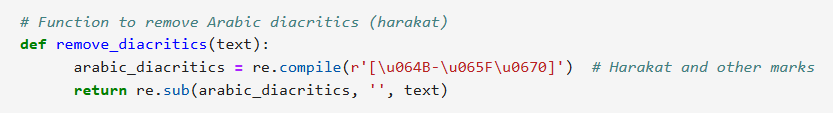 # Function to remove Arabic diacritics (harakat)
def remove_diacritics(text):
    arabic_diacritics = re.compile(r'[\u064B-\u065F\u0670]')  # Harakat and other marks
    return re.sub(arabic_diacritics, '', text)